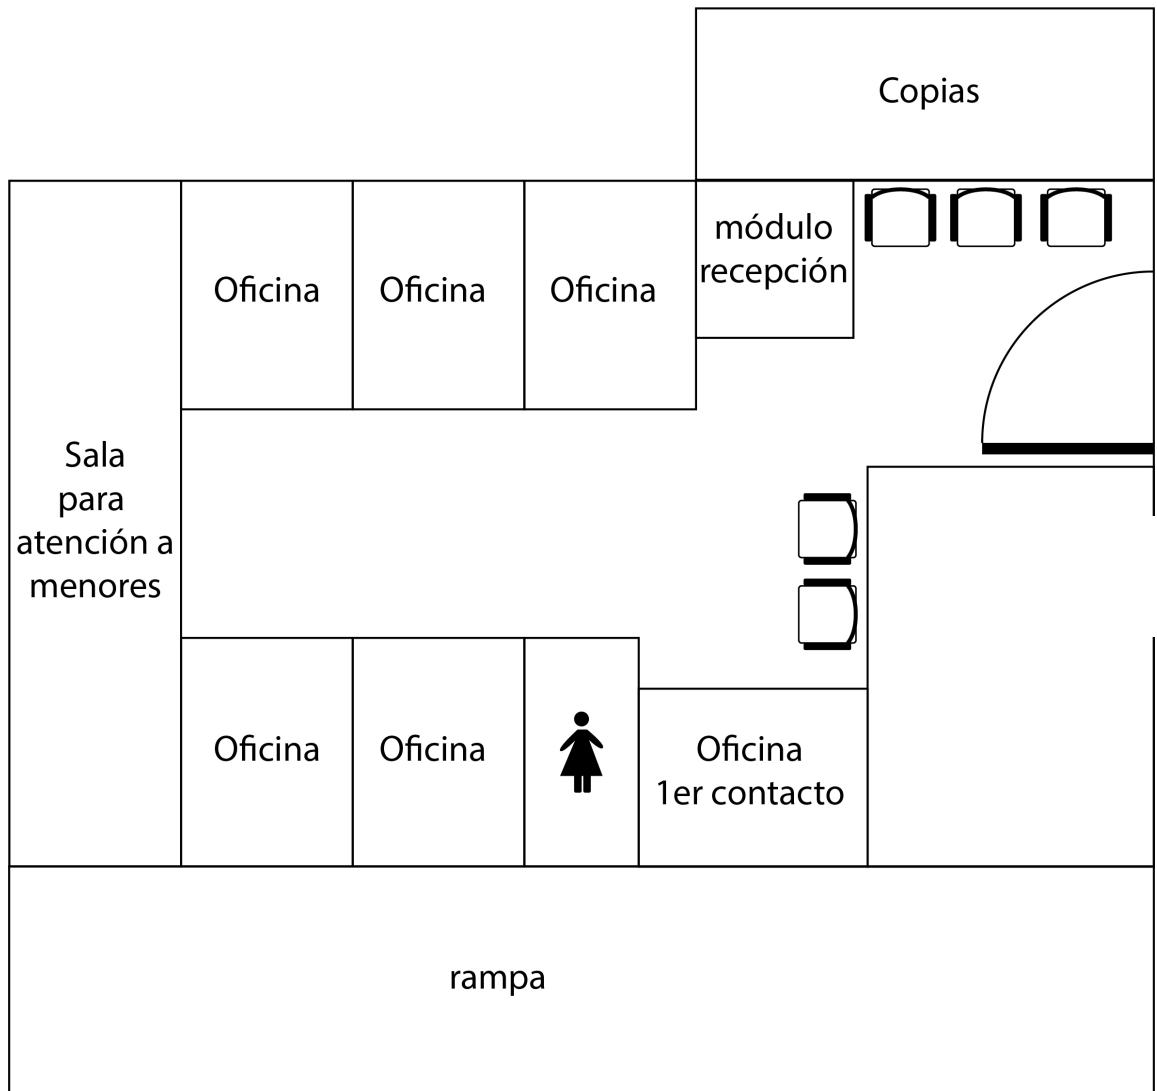 Copias
módulo
recepción
Oficina
Oficina
Oficina
Sala
para
atención a
menores
Oficina
Oficina
Oficina
1er contacto
rampa